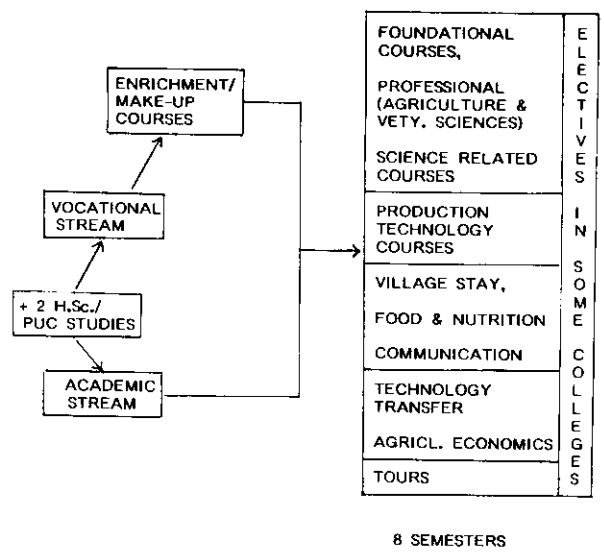 ENRICHMENT/
MAKE-UP
COURSES
VOCATIONAL
STREAM
+ 2 H.Sc./
PUC STUDIES
ACADEMIC
STREAM
FOUNDATIONAL
COURSES,
PROFESSIONAL
(AGRICULTURE &
VETY. SCIENCES)
SCIENCE RELATED
COURSES
PRODUCTION
TECHNOLOGY
COURSES
VILLAGE STAY,
FOOD & NUTRITION
COMMUNICATION
TECHNOLOGY
TRANSFER
AGRICL. ECONOMICS
TOURS
ELECTIVES IN SOME COLLEGES
8 SEMESTERS